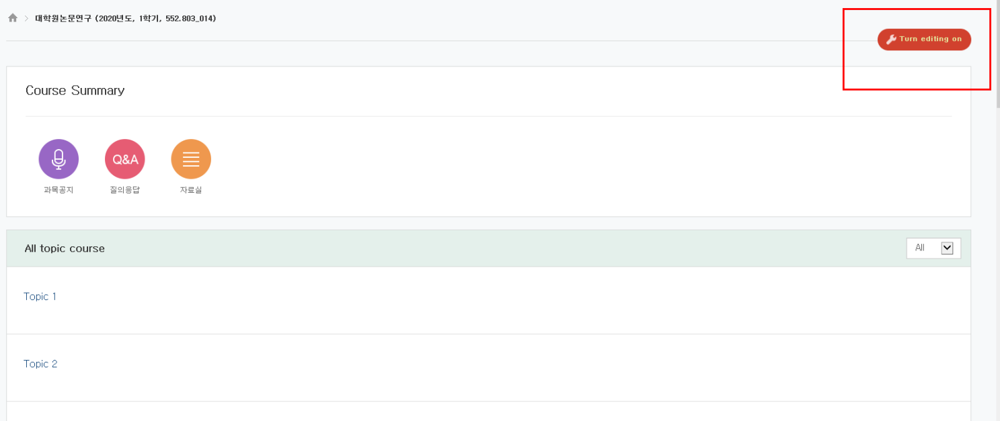 대학원논문연구 (2020년도, 1학기, 552.803_014)
Turn editing on
Course Summary
Q&A
과목공지 질의응답 자료실
All topic course All
Topic 1
Topic 2